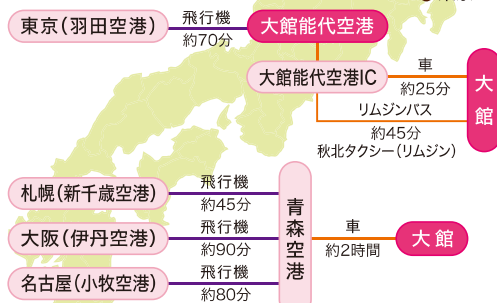 東京(羽田空港)
飛行機
約70分
大館能代空港
大館能代空港IC
車
約25分
リムジンバス
約45分
秋北タクシー(リムジン)
大館
札幌(新千歳空港)
飛行機
約45分
大阪(伊丹空港)
飛行機
約90分
名古屋(小牧空港)
飛行機
約80分
青森空港
車
約2時間
大館